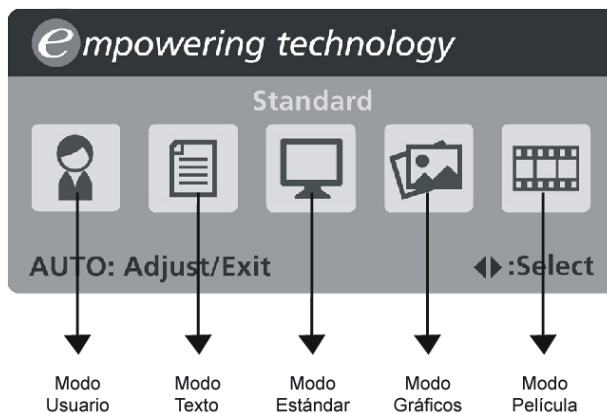 empowering technology
Standard
AUTO: Adjust/Exit ◀▶:Select
Modo Modo Modo Modo Modo
Usuario Texto Estándar Gráficos Película